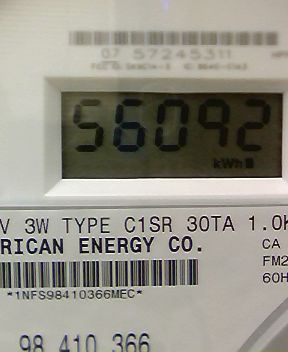 07 57245311
56092
kWh
V 3W TYPE C1SR 30TA 1.0K
RICAN ENERGY CO.
CA
FM2
*1NFS98410366MEC*
60H
98 410 366